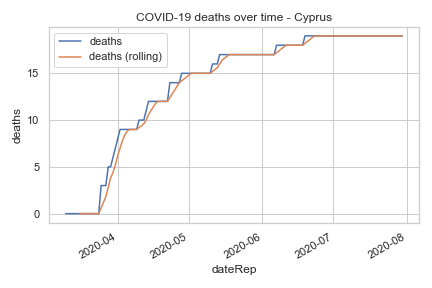 COVID-19 deaths over time - Cyprus
deaths
deaths (rolling)
deaths
15
10
5
0
2020-04
2020-05
2020-06
2020-07
2020-08
dateRep